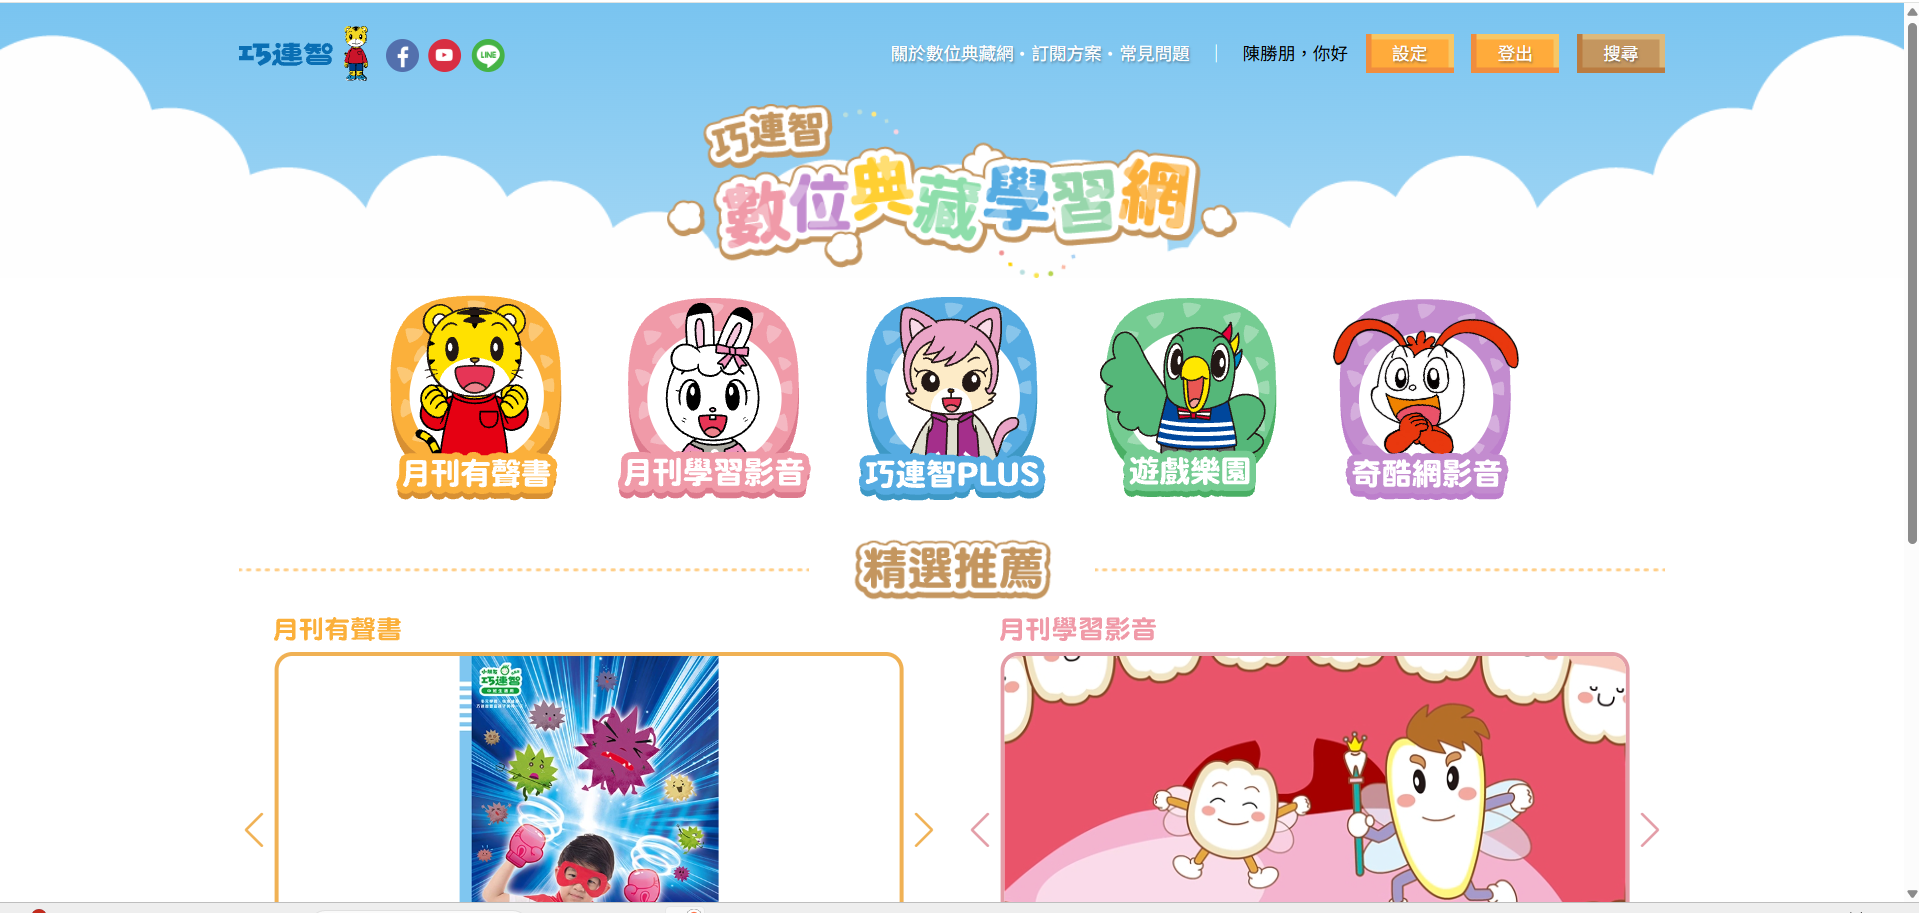 巧連智
LINE
關於數位典藏網・訂閱方案・常見問題 | 陳勝朋，你好 設定 登出 搜尋
巧連智
數位典藏學習網
月刊有聲書 月刊學習影音 巧連智PLUS 遊戲樂園 奇酷網影音
精選推薦
月刊有聲書 月刊學習影音
巧連智